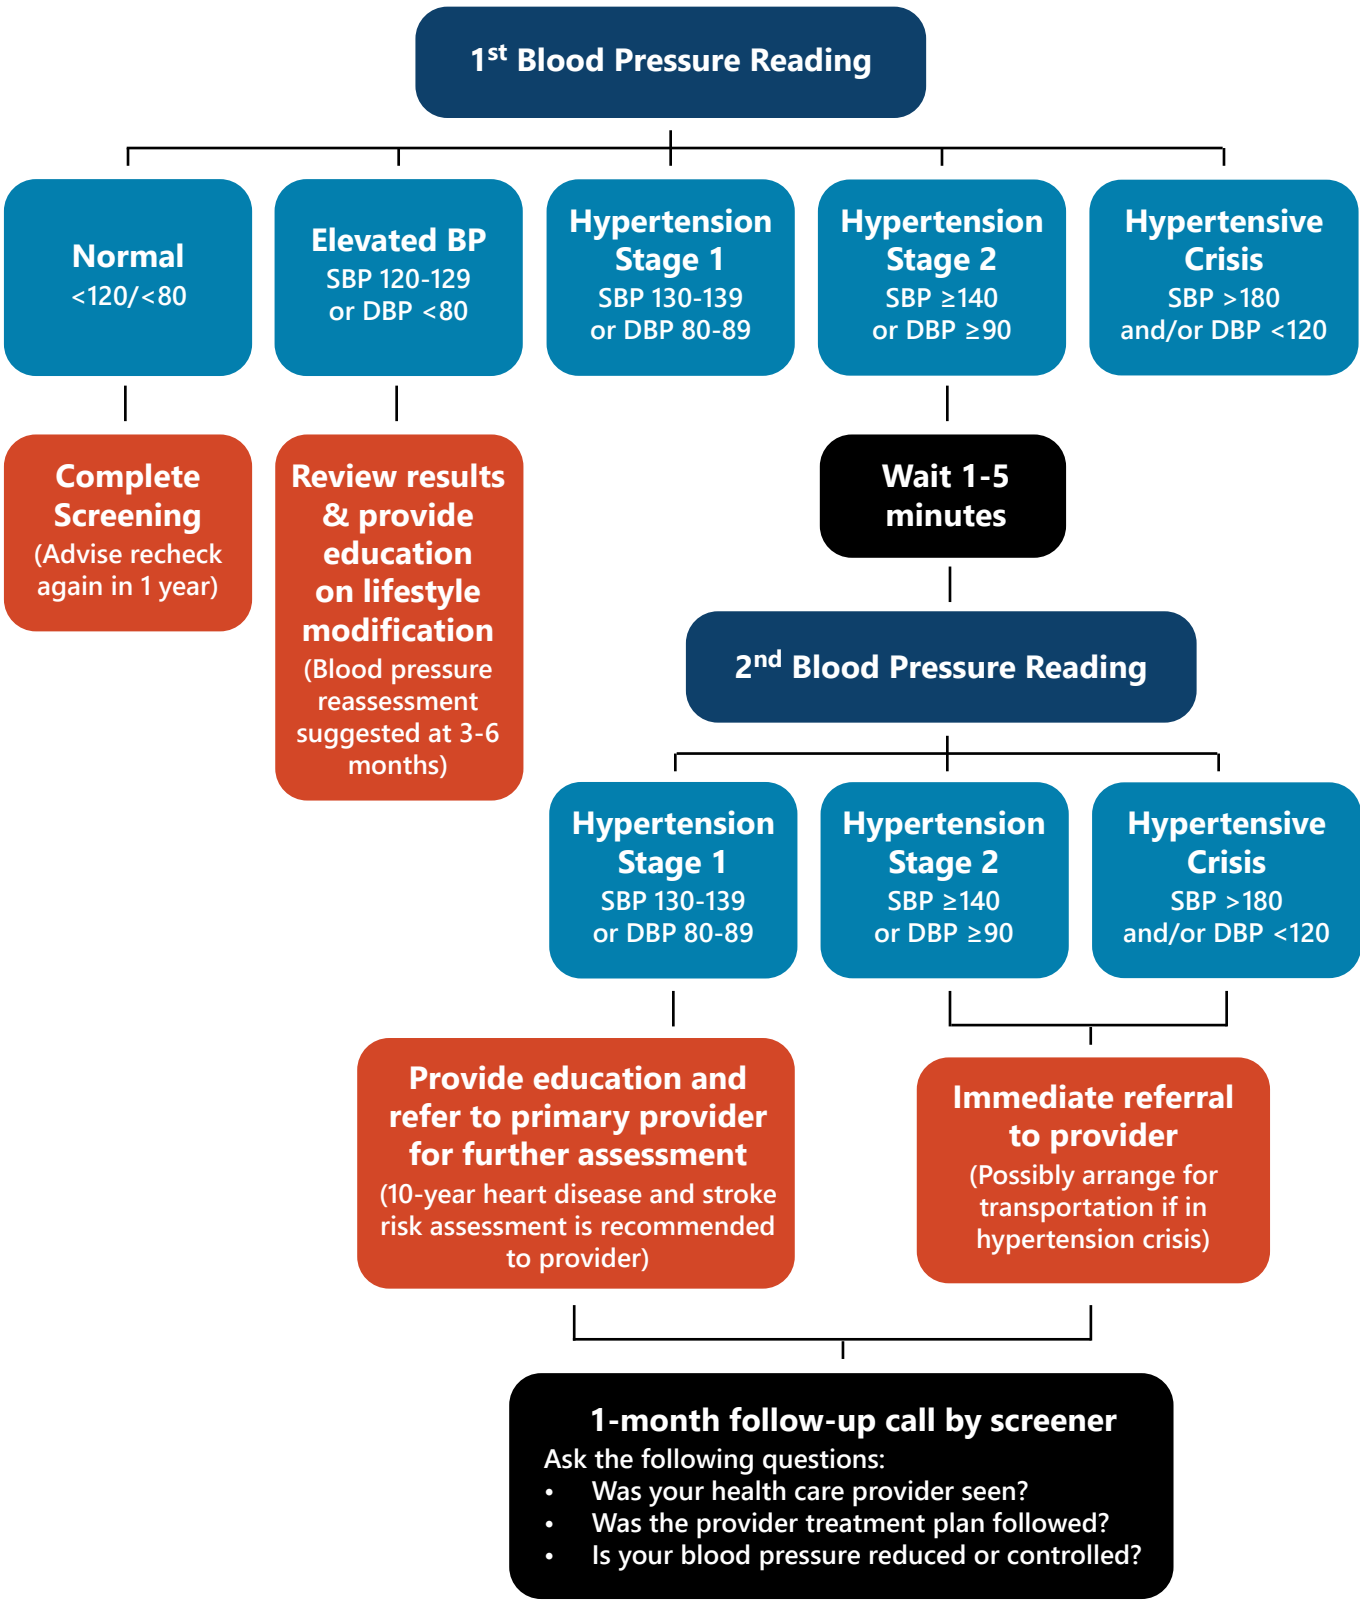 1st Blood Pressure Reading
Normal
<120/<80
Elevated BP
SBP 120-129
or DBP <80
Hypertension
Stage 1
SBP 130-139
or DBP 80-89
Hypertension
Stage 2
SBP ≥140
or DBP ≥90
Hypertensive
Crisis
SBP >180
and/or DBP <120
Complete
Screening
(Advise recheck
again in 1 year)
Review results
& provide
education
on lifestyle
modification
(Blood pressure
reassessment
suggested at 3-6
months)
Wait 1-5
minutes
2nd Blood Pressure Reading
Hypertension
Stage 1
SBP 130-139
or DBP 80-89
Hypertension
Stage 2
SBP ≥140
or DBP ≥90
Hypertensive
Crisis
SBP >180
and/or DBP <120
Provide education and
refer to primary provider
for further assessment
(10-year heart disease and stroke
risk assessment is recommended
to provider)
Immediate referral
to provider
(Possibly arrange for
transportation if in
hypertension crisis)
1-month follow-up call by screener
Ask the following questions:
• Was your health care provider seen?
• Was the provider treatment plan followed?
• Is your blood pressure reduced or controlled?